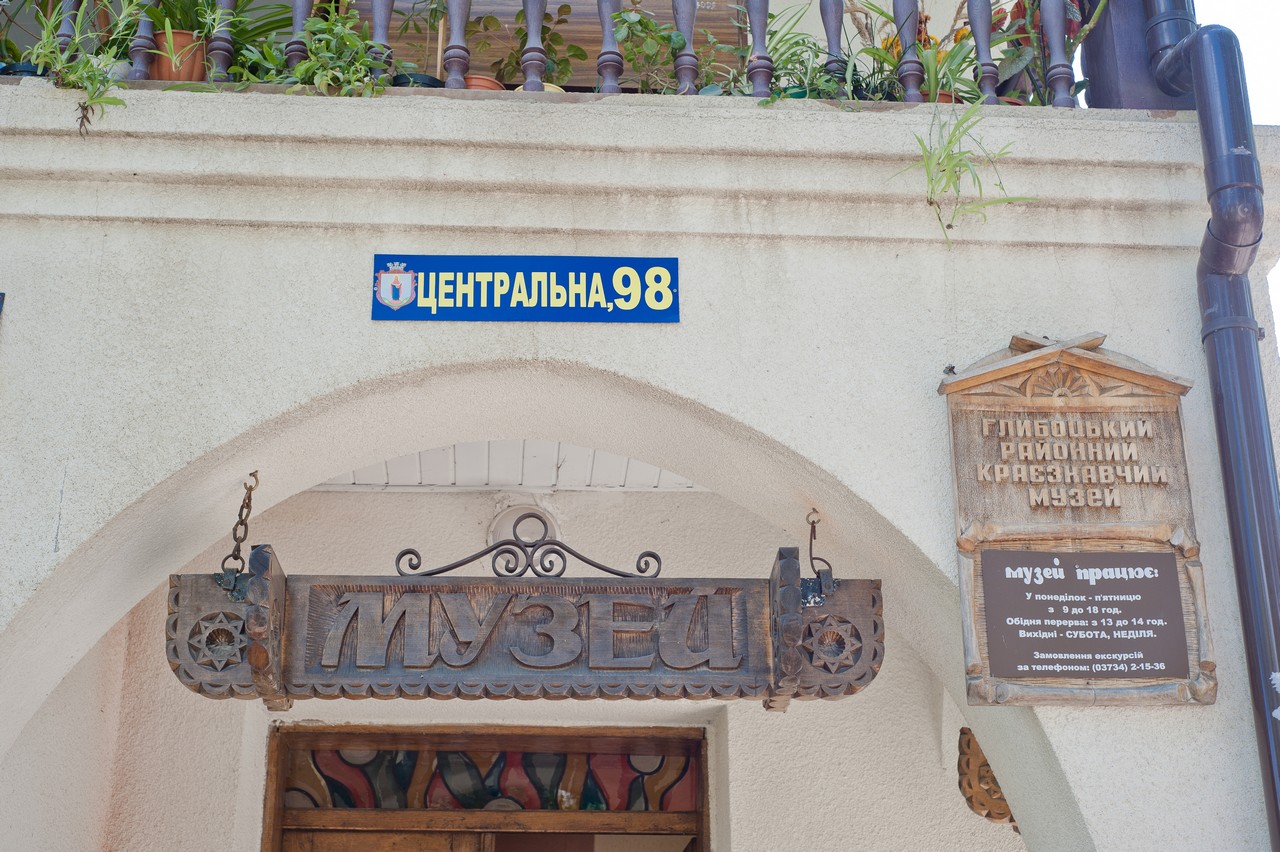 ЦЕНТРАЛЬНА,98
ГЛИБОЦЬКИЙ
РАЙОННИЙ
КРАЄЗНАВЧИЙ
МУЗЕЙ
МУЗЕЙ
музей працює:
У понеділок - п'ятницю
з 9 до 18 год.
Обідня перерва: з 13 до 14 год.
Вихідні - СУБОТА, НЕДІЛЯ.
Замовлення екскурсій
за телефоном: (03734) 2-15-36